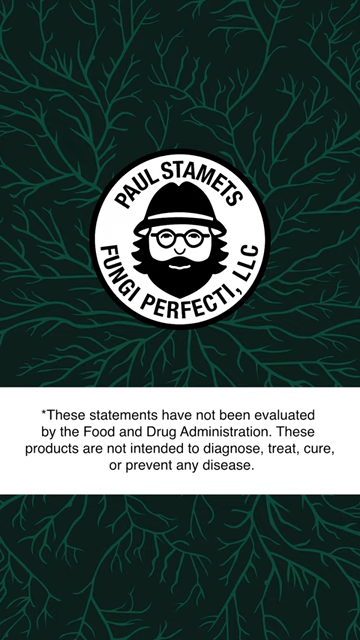 PAUL STAMETS
FUNGI PERFECTI, LLC
*These statements have not been evaluated
by the Food and Drug Administration. These
products are not intended to diagnose, treat, cure,
or prevent any disease.